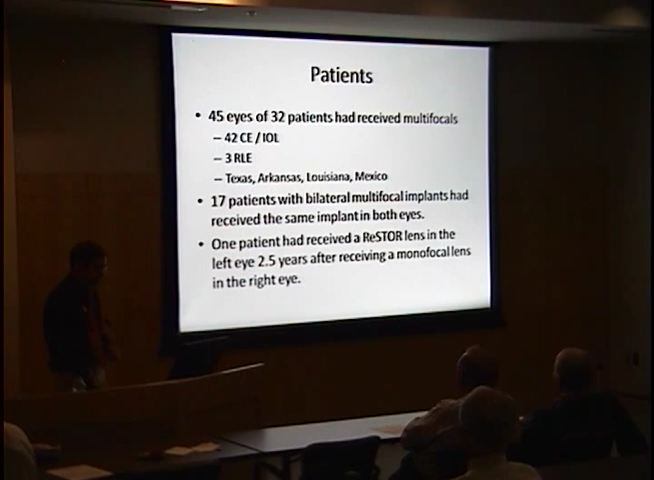 Patients
• 45 eyes of 32 patients had received multifocals
– 42 CE / IOL
– 3 RLE
– Texas, Arkansas, Louisiana, Mexico
• 17 patients with bilateral multifocal implants had
received the same implant in both eyes.
• One patient had received a ReSTOR lens in the
left eye 2.5 years after receiving a monofocal lens
in the right eye.